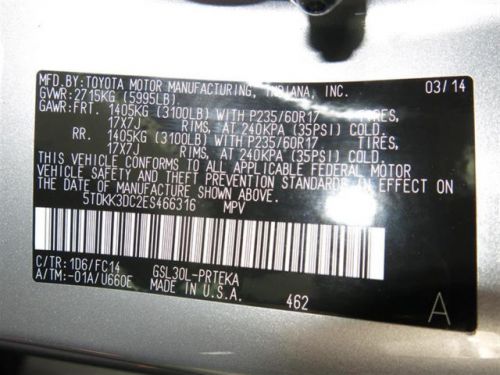 MFD.BY:TOYOTA MOTOR MANUFACTURING, INDIANA, INC. 03/14
GVWR:2715KG (5995LB)
GAWR:FRT. 1405KG (3100LB) WITH P235/60R17 TIRES,
17X7J RIMS, AT 240KPA (35PSI) COLD.
RR. 1405KG (3100LB) WITH P235/60R17 TIRES,
17X7J RIMS, AT 240KPA (35PSI) COLD.
THIS VEHICLE CONFORMS TO ALL APPLICABLE FEDERAL MOTOR
VEHICLE SAFETY AND THEFT PREVENTION STANDARDS IN EFFECT
ON THE DATE OF MANUFACTURE SHOWN ABOVE.
5TDKK3DC2ES466316 MPV
C/TR:1D6/FC14 GSL30L-PRTEKA
A/TM:-01A/U660E MADE IN U.S.A. 462
A